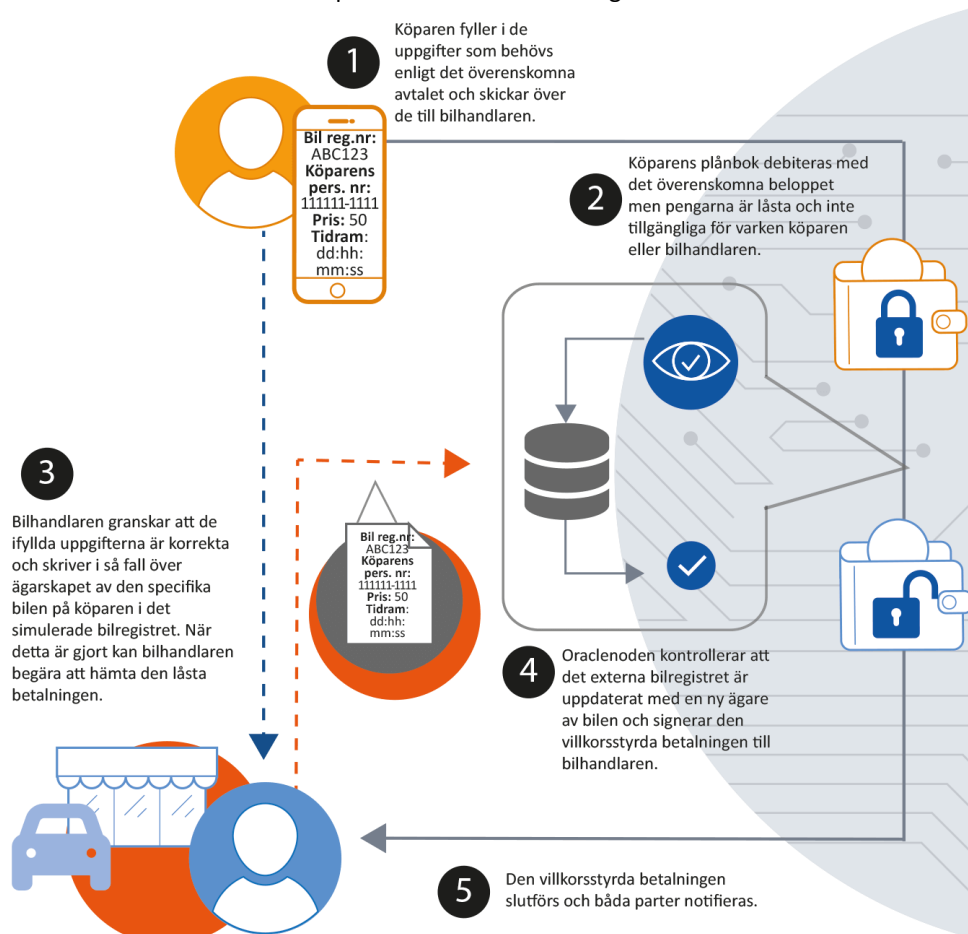 1
Köparen fyller i de
uppgifter som behövs
enligt det överenskomna
avtalet och skickar över
de till bilhandlaren.
Bil reg.nr:
ABC123
Köparens
pers. nr:
111111-1111
Pris: 50
Tidram:
dd:hh:
mm:ss
2
Köparens plånbok debiteras med
det överenskomna beloppet
men pengarna är låsta och inte
tillgängliga för varken köparen
eller bilhandlaren.
3
Bilhandlaren granskar att de
ifyllda uppgifterna är korrekta
och skriver i så fall över
ägarskapet av den specifika
bilen på köparen i det
simulerade bilregistret. När
detta är gjort kan bilhandlaren
begära att hämta den låsta
betalningen.
Bil reg.nr:
ABC123
Köparens
pers. nr:
111111-1111
Pris: 50
Tidram:
dd:hh:
mm:ss
4
Oraclenoden kontrollerar att
det externa bilregistret är
uppdaterat med en ny ägare
av bilen och signerar den
villkorsstyrda betalningen till
bilhandlaren.
5
Den villkorsstyrda betalningen
slutförs och båda parter notifieras.